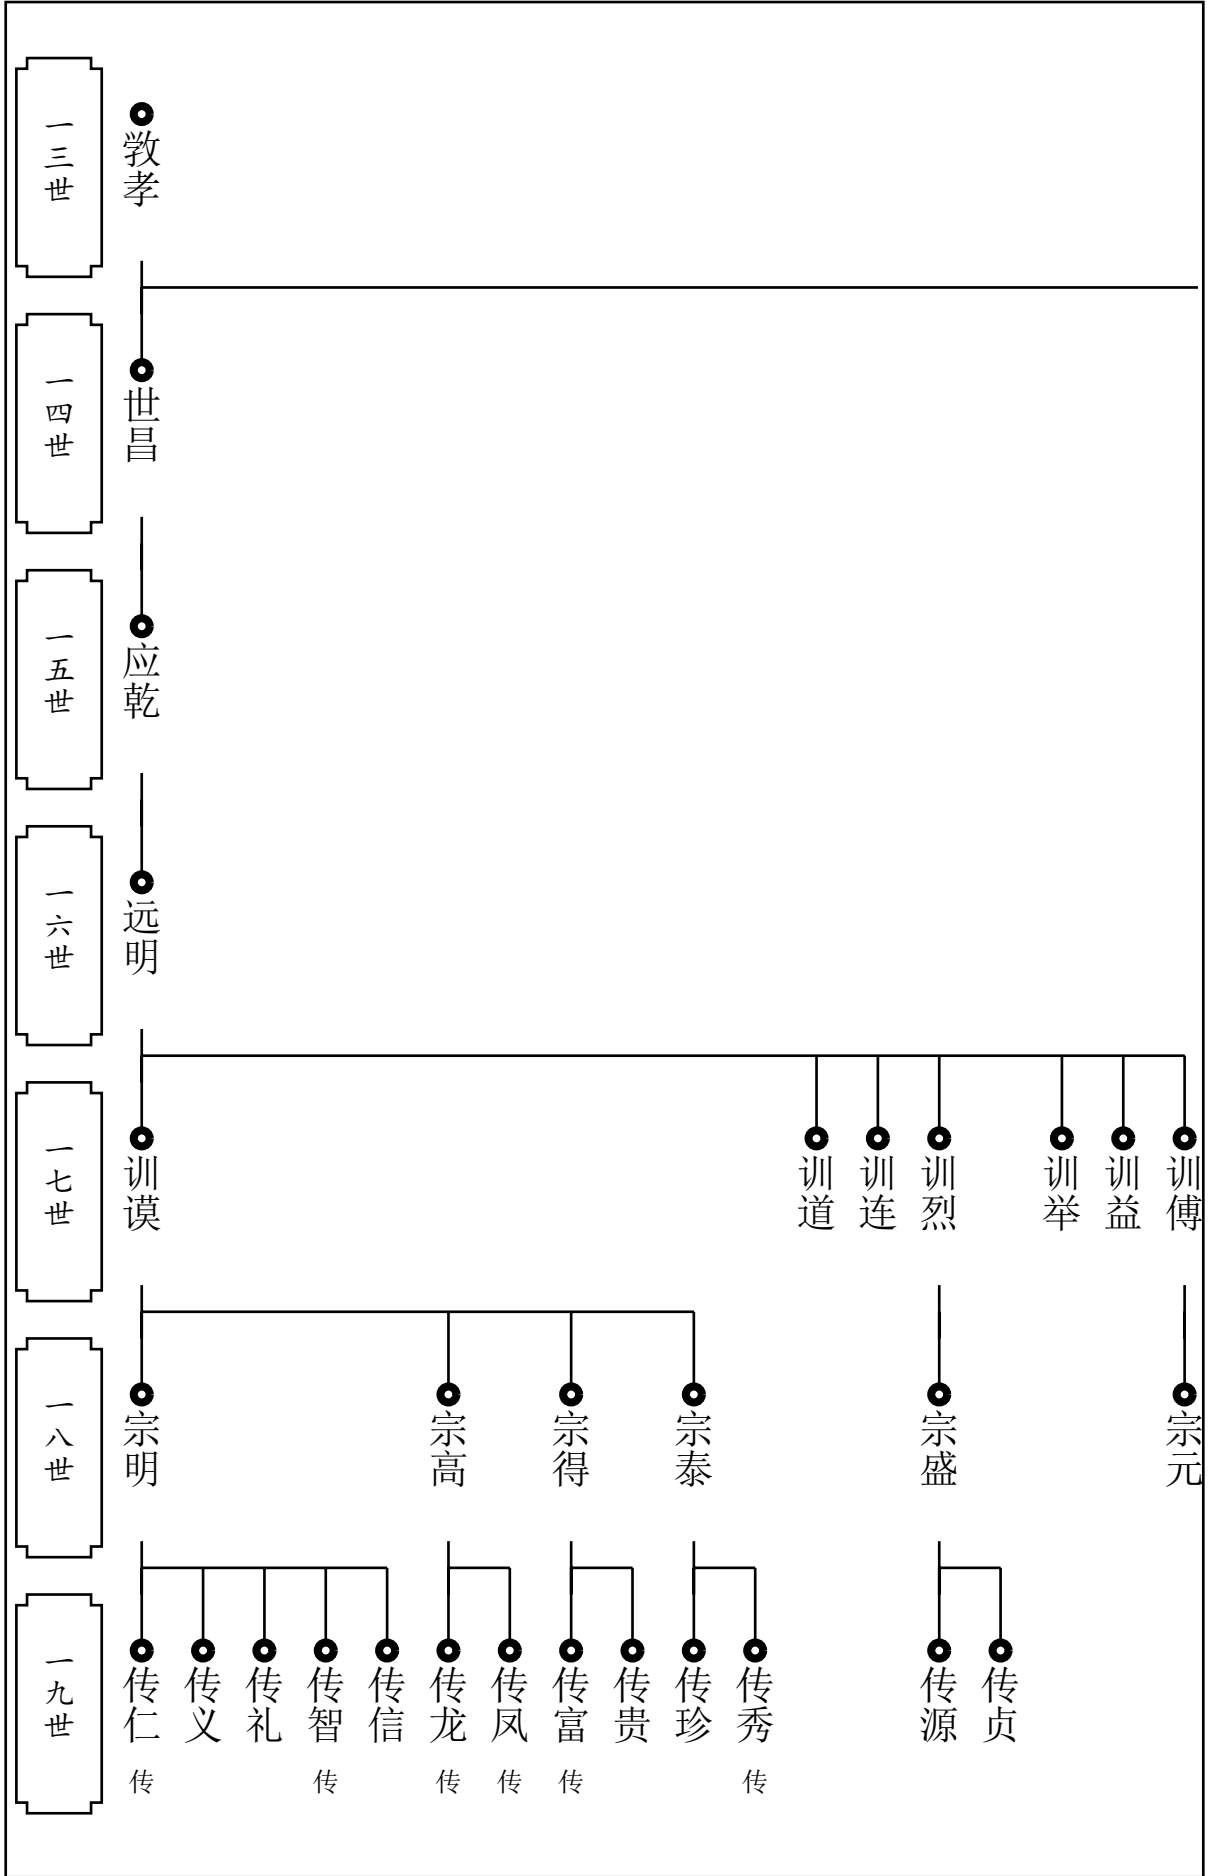 一三世
敩孝
一四世
世昌
一五世
应乾
一六世
远明
一七世
训谟
训道
训连
训烈
训举
训益
训傅
一八世
宗明
宗高
宗得
宗泰
宗盛
宗元
一九世
传仁
传义
传礼
传智
传信
传龙
传凤
传富
传贵
传珍
传秀
传源
传贞
传
传
传
传
传
传